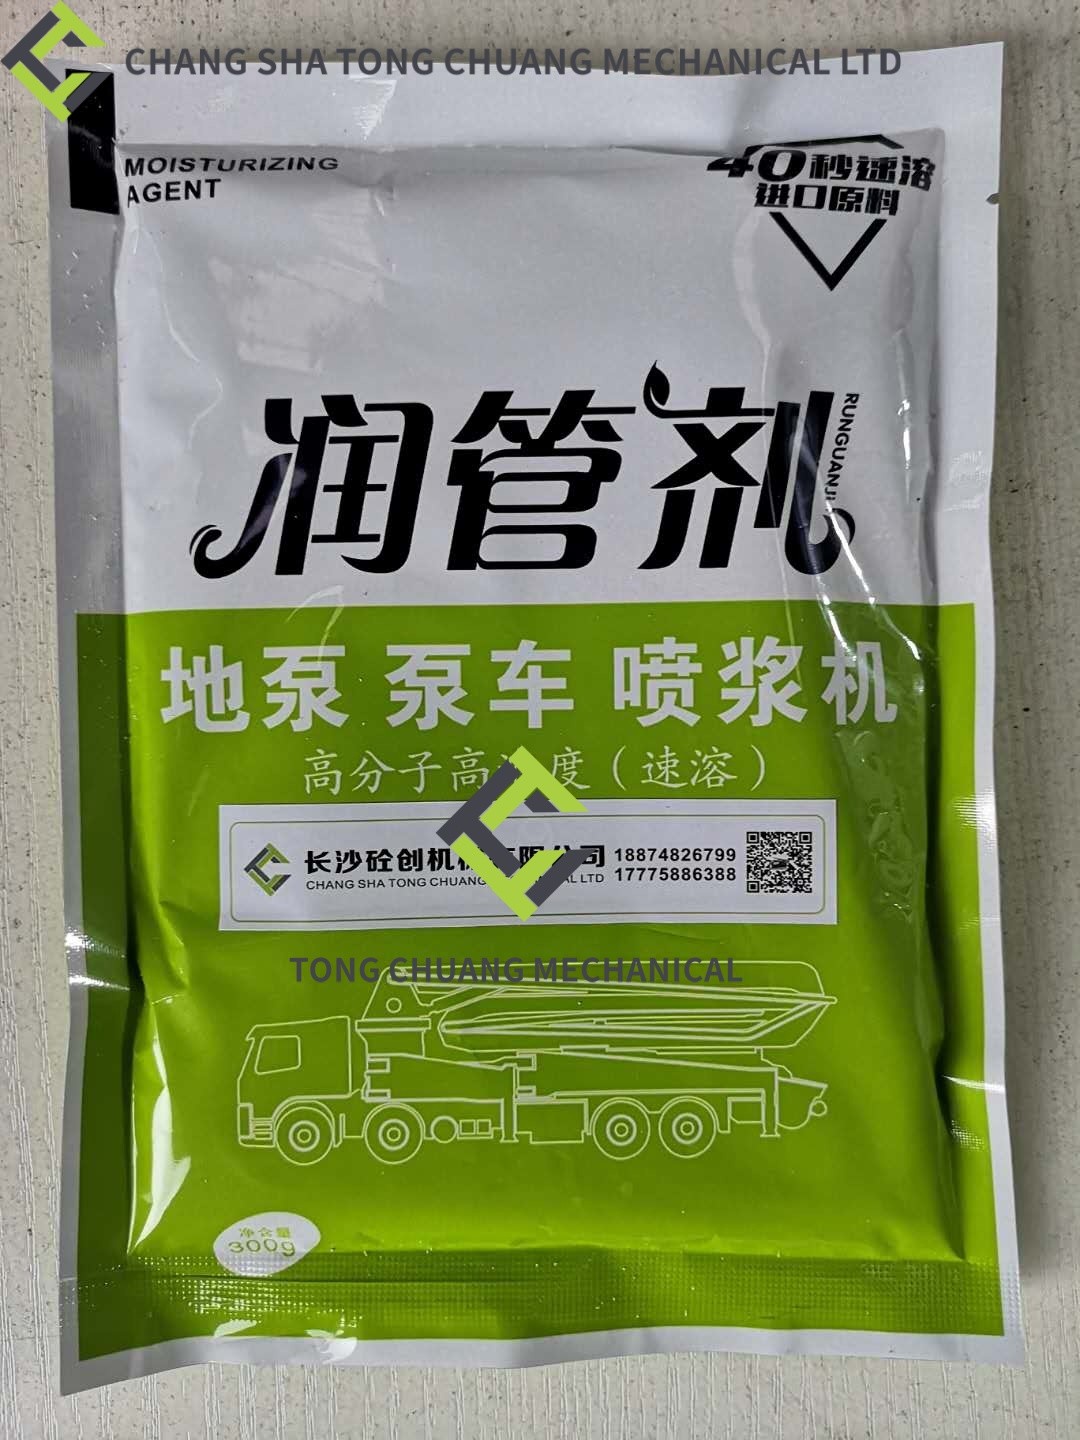 CHANG SHA TONG CHUANG MECHANICAL LTD
MOISTURIZING
AGENT
40秒速溶
进口原料
润管剂
RUNGUANJI
地泵 泵车 喷浆机
高分子高 度（速溶）
长沙砼创机械有限公司
CHANG SHA TONG CHUANG AL LTD
18874826799
17775886388
TONG CHUANG MECHANICAL
净含量
300g